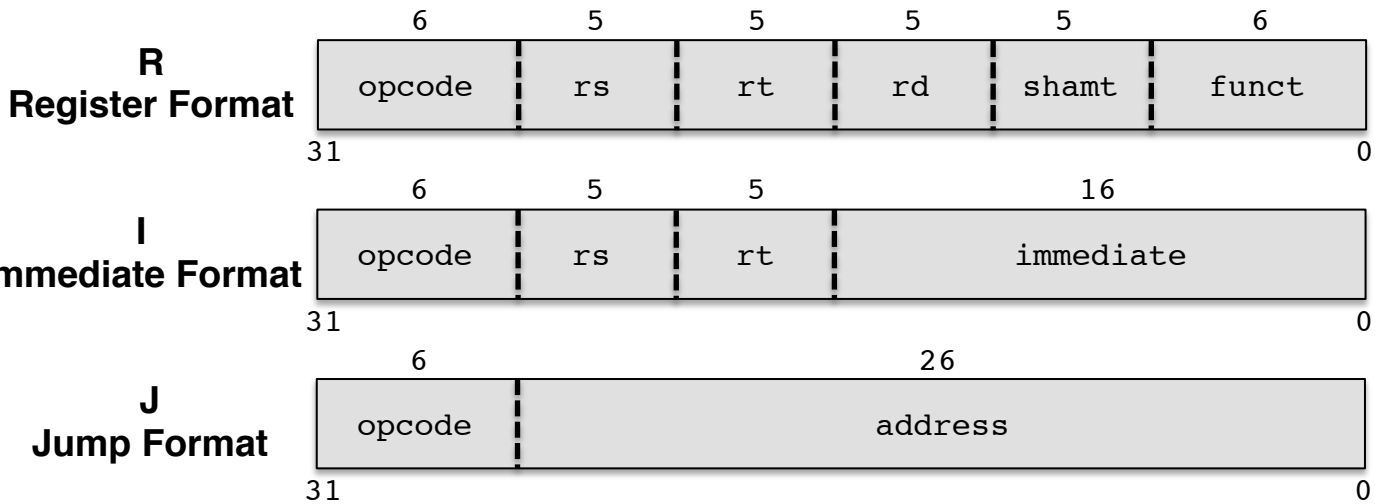 6 5 5 5 5 6
R
Register Format
opcode rs rt rd shamt funct
31 0
6 5 5 16
I
mmediate Format
opcode rs rt immediate
31 0
6 26
J
Jump Format
opcode address
31 0